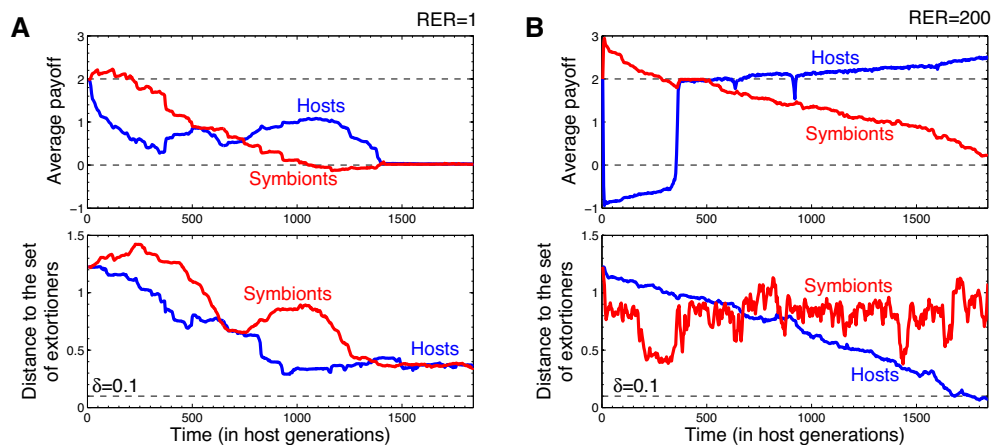 A
RER=1
3
2
1
0
−1
Average payoff
Hosts
Symbionts
0
500
1000
1500
1.5
1
0.5
0
Distance to the set
of extortioners
Symbionts
Hosts
δ=0.1
0
500
1000
1500
Time (in host generations)
B
RER=200
3
2
1
0
−1
Average payoff
Hosts
Symbionts
0
500
1000
1500
1.5
1
0.5
0
Distance to the set
of extortioners
Symbionts
Hosts
δ=0.1
0
500
1000
1500
Time (in host generations)